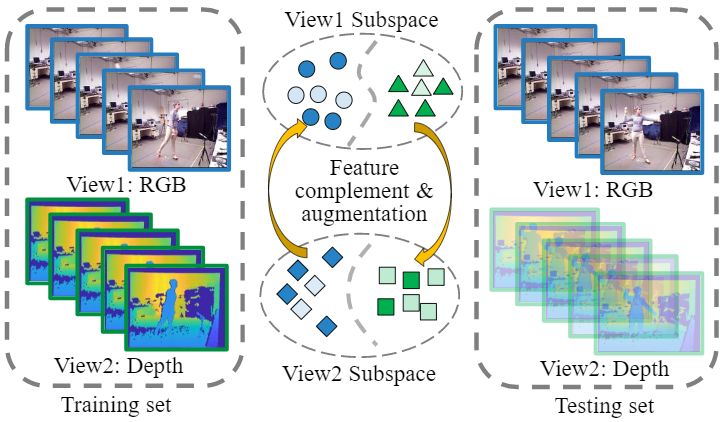 View1 Subspace
View1: RGB
View2: Depth
Training set
Feature
complement &
augmentation
View2 Subspace
View1: RGB
View2: Depth
Testing set